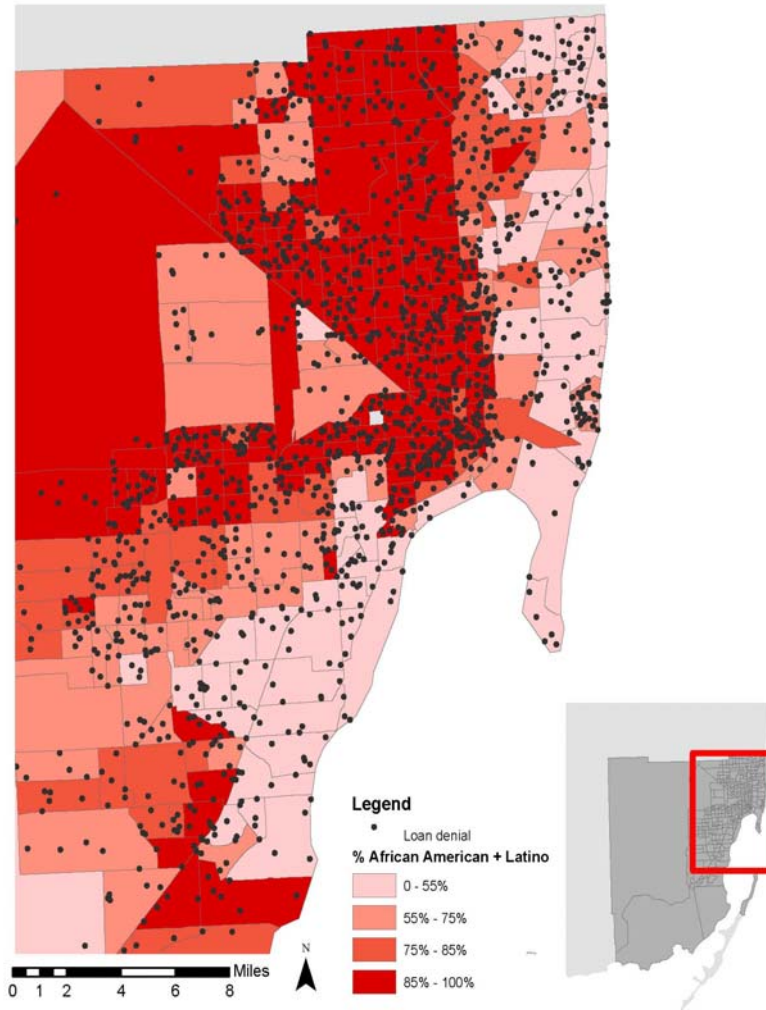 Legend
Loan denial
% African American + Latino
0 - 55%
55% - 75%
75% - 85%
85% - 100%
N
Miles
0 1 2 4 6 8